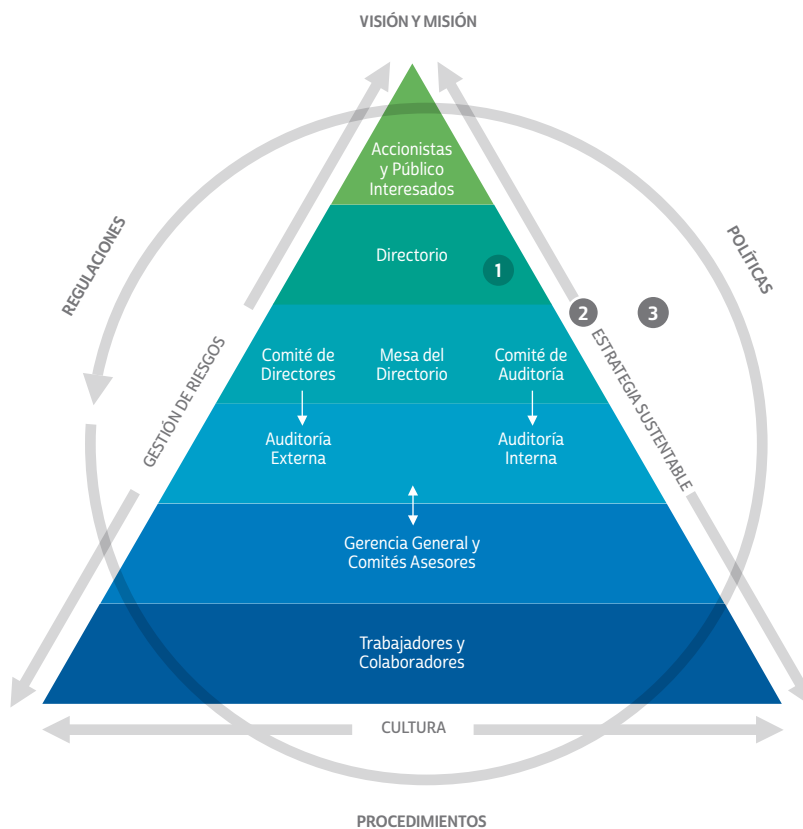 VISIÓN Y MISIÓN
Accionistas
y Público
Interesados
REGULACIONES
POLÍTICAS
Directorio
1
2
3
GESTIÓN DE RIESGOS
ESTRATEGIA SUSTENTABLE
Comité de
Directores
Mesa del
Directorio
Comité de
Auditoría
Auditoría
Externa
Auditoría
Interna
Gerencia General y
Comités Asesores
Trabajadores y
Colaboradores
CULTURA
PROCEDIMIENTOS